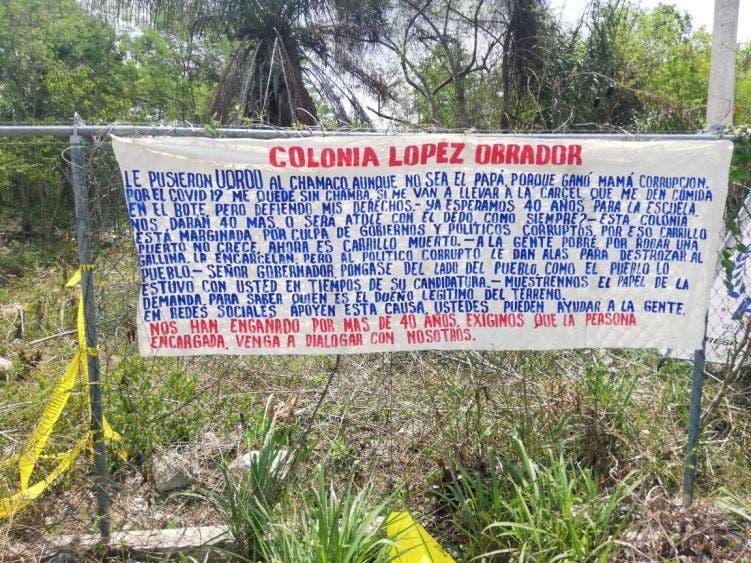 COLONIA LOPÉZ OBRADOR
LE PUSIERON UDRDD AL CHAMACO, AUNQUE NO SEA EL PAPÁ, PORQUE GANÓ MAMÁ CORRUPCION.
POR EL COVID 19 ME QUEDE SIN CHAMBA, SI ME VAN A LLEVAR A LA CARCEL QUE ME DEN COMIDA
EN EL BOTE, PERO DEFIENDO MIS DERECHOS.- YA ESPERAMOS 40 AÑOS PARA LA ESCUELA.
NOS, DARAN 40 MAS O SERÁ ATOLE CON EL DEDO, COMO SIEMPRE?- ESTA COLONIA
ESTA MARGINADA, POR CULPA DE GOBIERNOS Y POLITICOS CORRUPTOS, POR ESO CARRILLO
PUERTO NO CRECE, AHORA ES CARRILLO MUERTO.- A LA GENTE POBRE, POR ROBAR UNA
GALLINA LA ENCARCELAN, PERO AL POLITICO CORRUPTO LE DAN ALAS PARA DESTROZAR AL
PUEBLO.- SEÑOR GOBERNADOR, PÓNGASE DEL LADO DEL PUEBLO, COMO EL PUEBLO LO
ESTUVO CON USTED EN TIEMPOS DE SU CANDIDATURA.- MUESTRENNOS EL PAPEL DE LA
DEMANDA, PARA SABER QUIEN ES EL DUEÑO LEGITIMO DEL TERRENO.
EN REDES SOCIALES APOYEN ESTA CAUSA, USTEDES PUEDEN AYUDAR A LA GENTE,
NOS HAN ENGAÑADO POR MAS DE 40 AÑOS, EXIGIMOS QUE LA PERSONA
ENCARGADA, VENGA A DIALOGAR CON NOSOTROS.